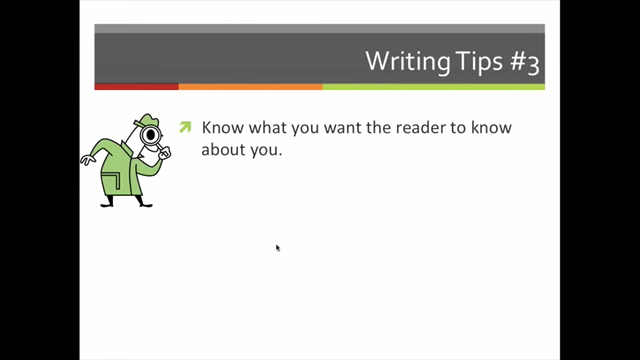 Writing Tips #3
Know what you want the reader to know
about you.